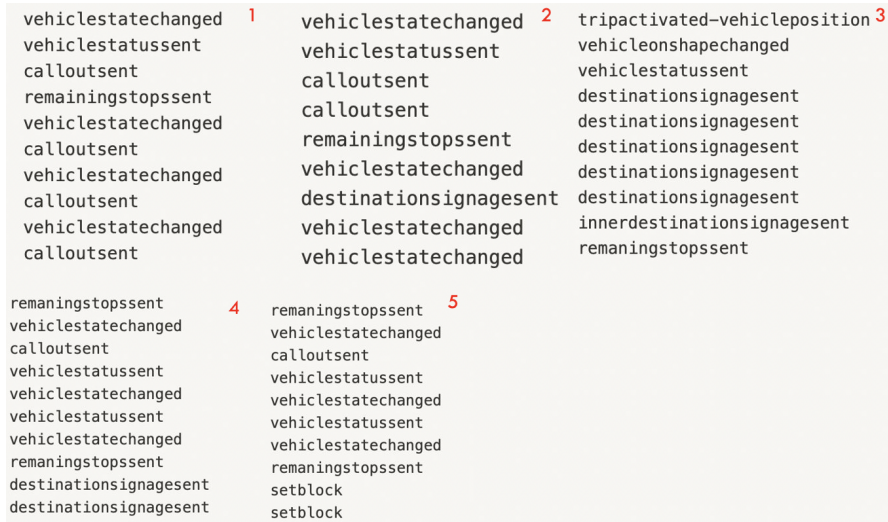 vehiclestatechanged 1
vehiclestatussent
calloutsent
remainingstopssent
vehiclestatechanged
calloutsent
vehiclestatechanged
calloutsent
vehiclestatechanged
calloutsent
vehiclestatechanged 2
vehiclestatussent
calloutsent
calloutsent
remainingstopssent
vehiclestatechanged
destinationsignagesent
vehiclestatechanged
vehiclestatechanged
tripactivated–vehicleposition 3
vehicleonshapechanged
vehiclestatussent
destinationsignagesent
destinationsignagesent
destinationsignagesent
destinationsignagesent
destinationsignagesent
innerdestinationsignagesent
remaningstopssent
remaningstopssent 4
vehiclestatechanged
calloutsent
vehiclestatussent
vehiclestatechanged
vehiclestatussent
vehiclestatechanged
remaningstopssent
destinationsignagesent
destinationsignagesent
remaningstopssent 5
vehiclestatechanged
calloutsent
vehiclestatussent
vehiclestatechanged
vehiclestatussent
vehiclestatechanged
remaningstopssent
setblock
setblock